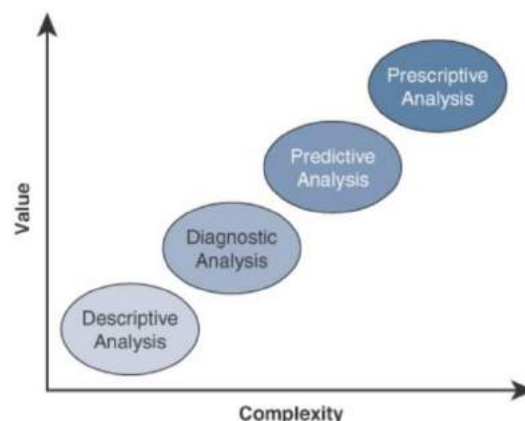 Prescriptive
Analysis
Predictive
Analysis
Value
Diagnostic
Analysis
Descriptive
Analysis
Complexity